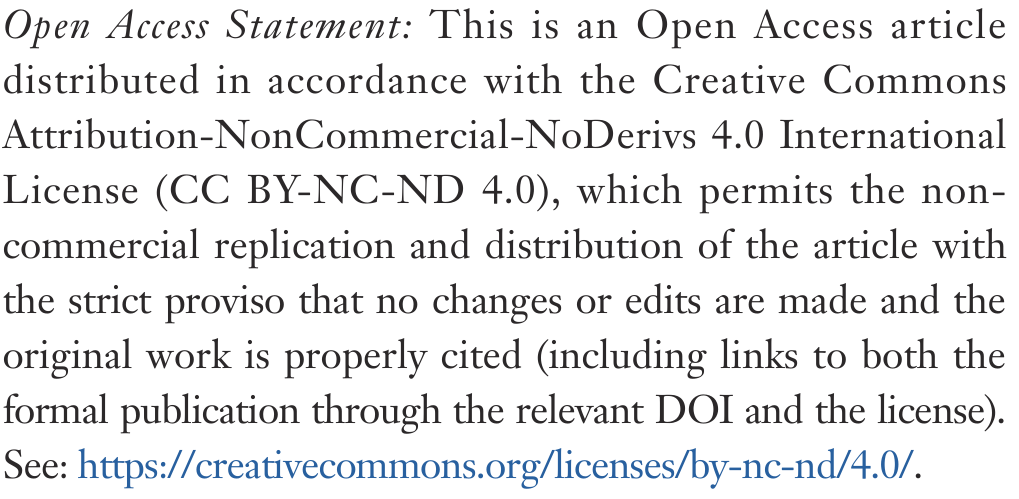 Open Access Statement: This is an Open Access article
distributed in accordance with the Creative Commons
Attribution-NonCommercial-NoDerivs 4.0 International
License (CC BY-NC-ND 4.0), which permits the non-
commercial replication and distribution of the article with
the strict proviso that no changes or edits are made and the
original work is properly cited (including links to both the
formal publication through the relevant DOI and the license).
See: https://creativecommons.org/licenses/by-nc-nd/4.0/.